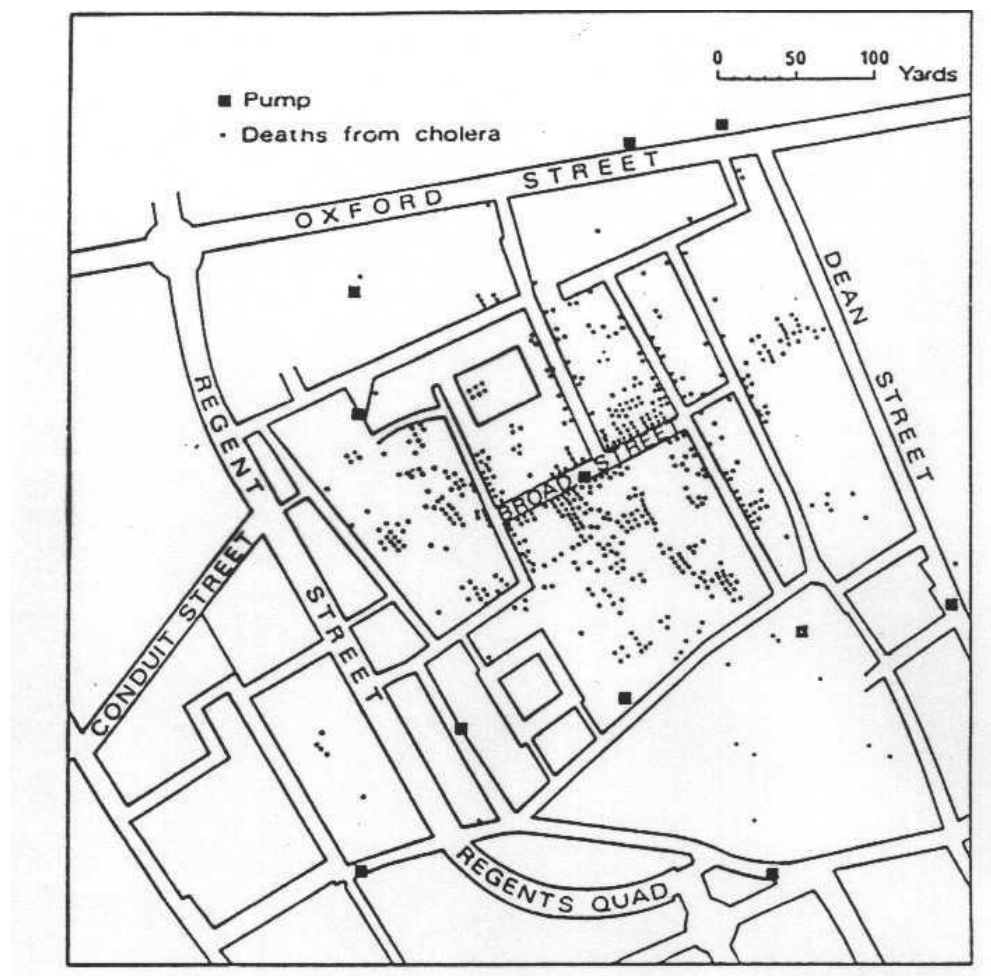 0 50 100
Yards
Pump
Deaths from cholera
OXFORD STREET
DEAN STREET
REGENT STREET
BROAD STREET
CONDUIT STREET
REGENTS QUAD